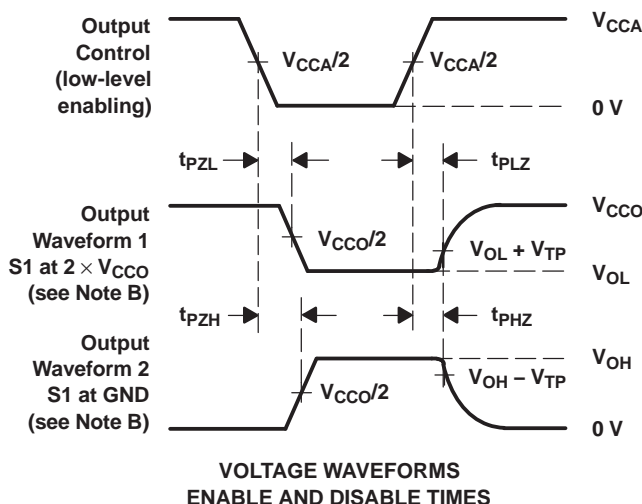 Output
Control
(low-level
enabling)
VCCA
VCCA/2
VCCA/2
0 V
tPZL
tPLZ
Output
Waveform 1
S1 at 2 × VCCO
(see Note B)
VCCO
VCCO/2
VOL + VTP
VOL
tPZH
tPHZ
Output
Waveform 2
S1 at GND
(see Note B)
VOH
VCCO/2
VOH – VTP
0 V
VOLTAGE WAVEFORMS
ENABLE AND DISABLE TIMES